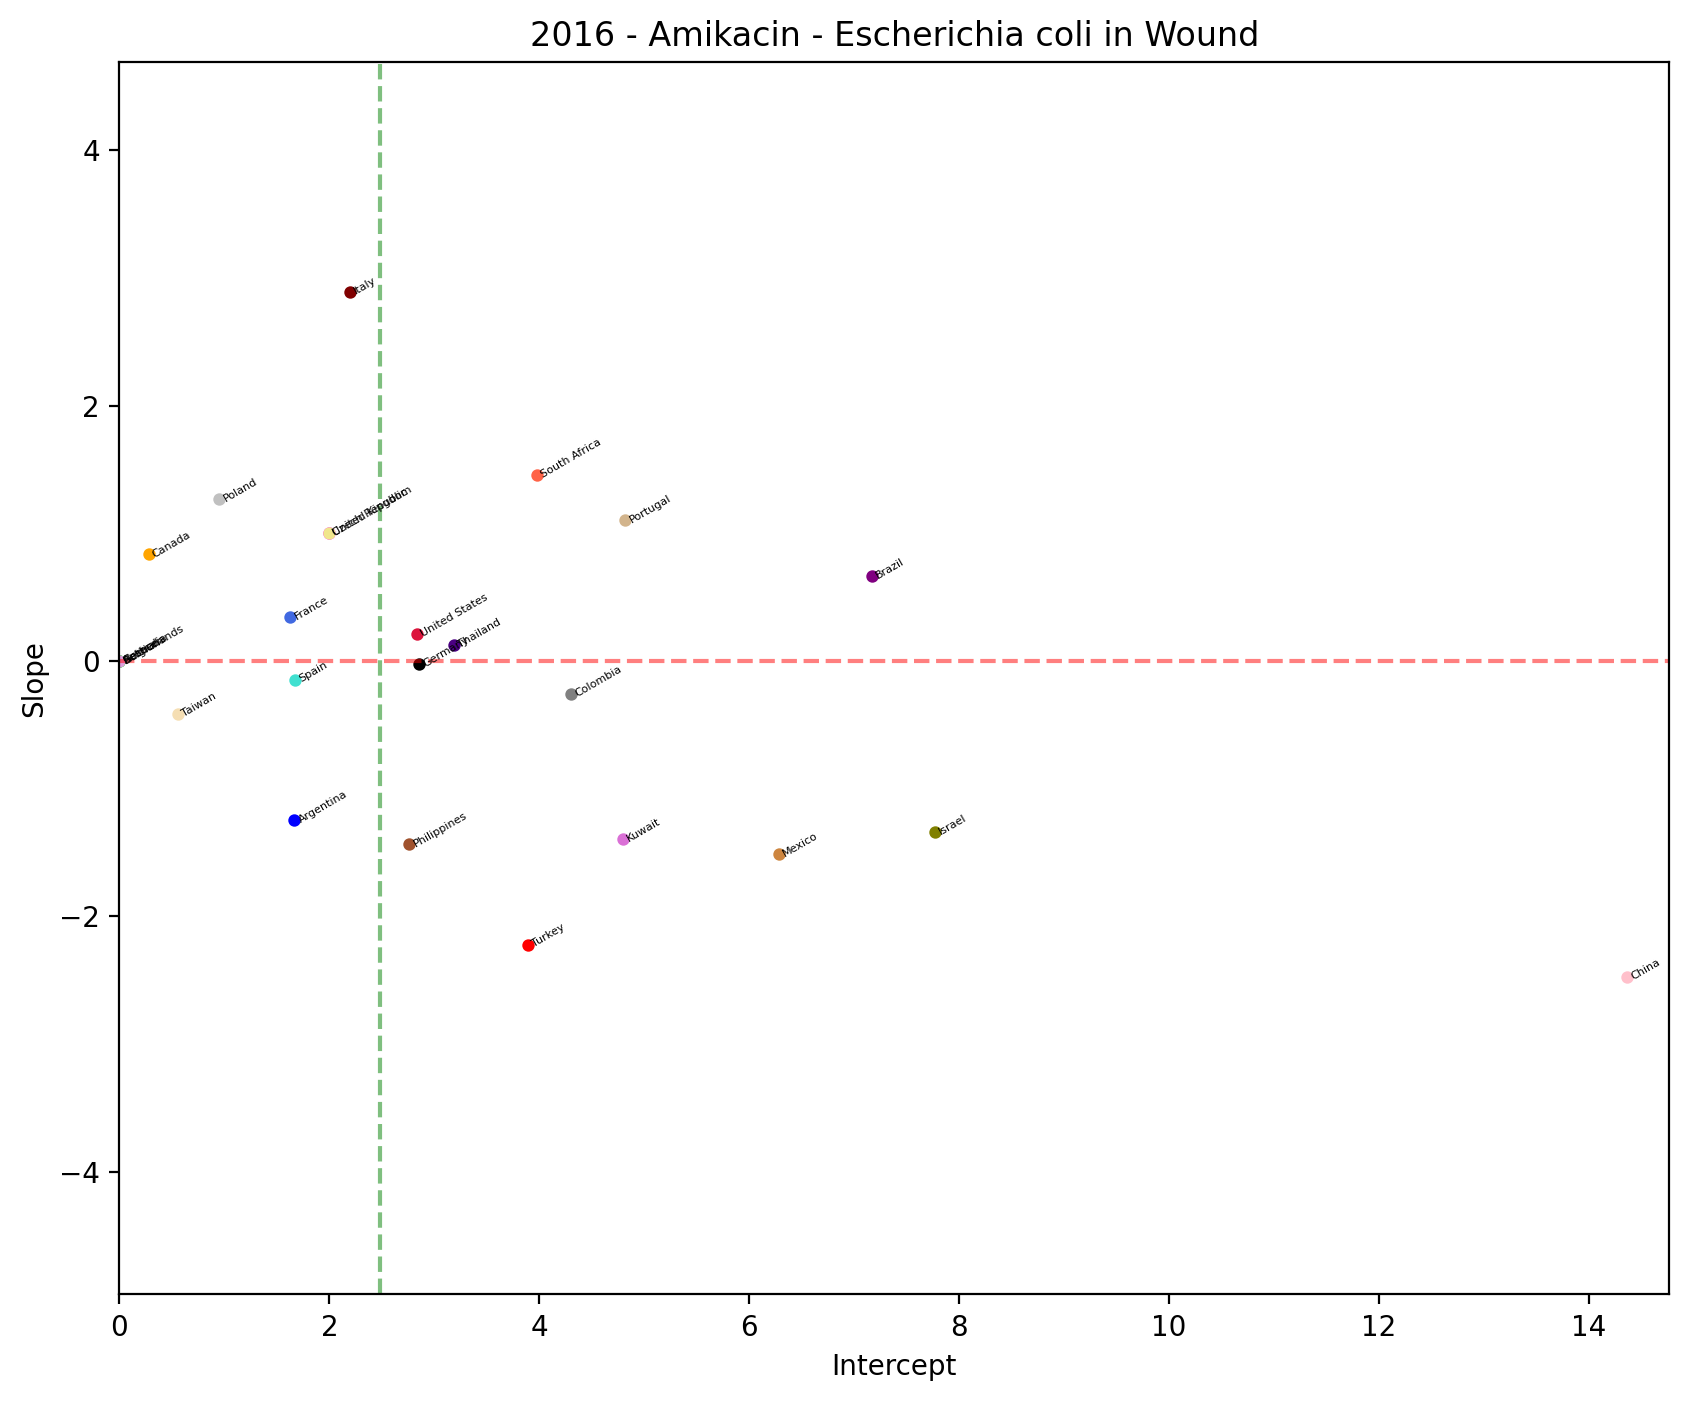 2016 - Amikacin - Escherichia coli in Wound
4
Italy
2
South Africa
Poland
Portugal
United Kingdom
Canada
Brazil
France
United States
Thailand
Germany
0
Spain
Colombia
Taiwan
Argentina
Philippines
Kuwait
Israel
Mexico
−2
Turkey
China
−4
Slope
0 2 4 6 8 10 12 14
Intercept